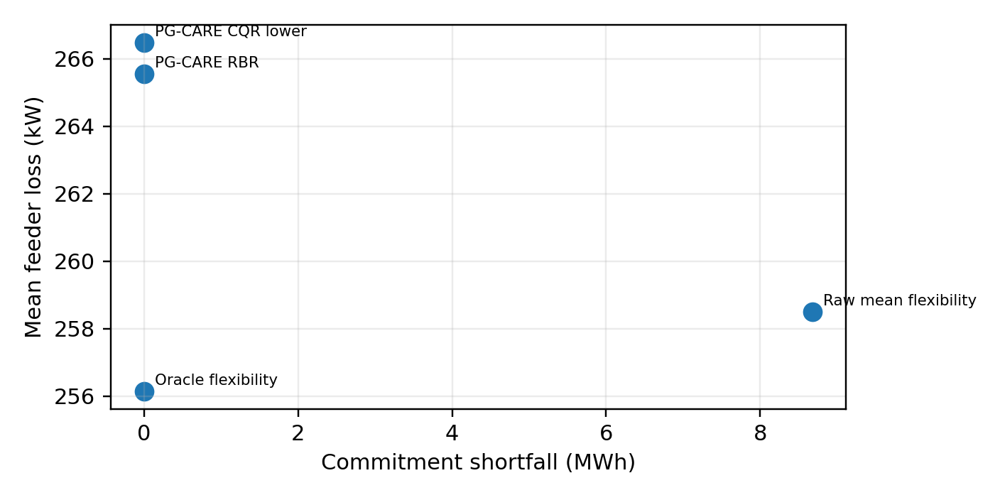 PG-CARE CQR lower
PG-CARE RBR
Raw mean flexibility
Oracle flexibility
266
264
262
260
258
256
0 2 4 6 8
Commitment shortfall (MWh)
Mean feeder loss (kW)